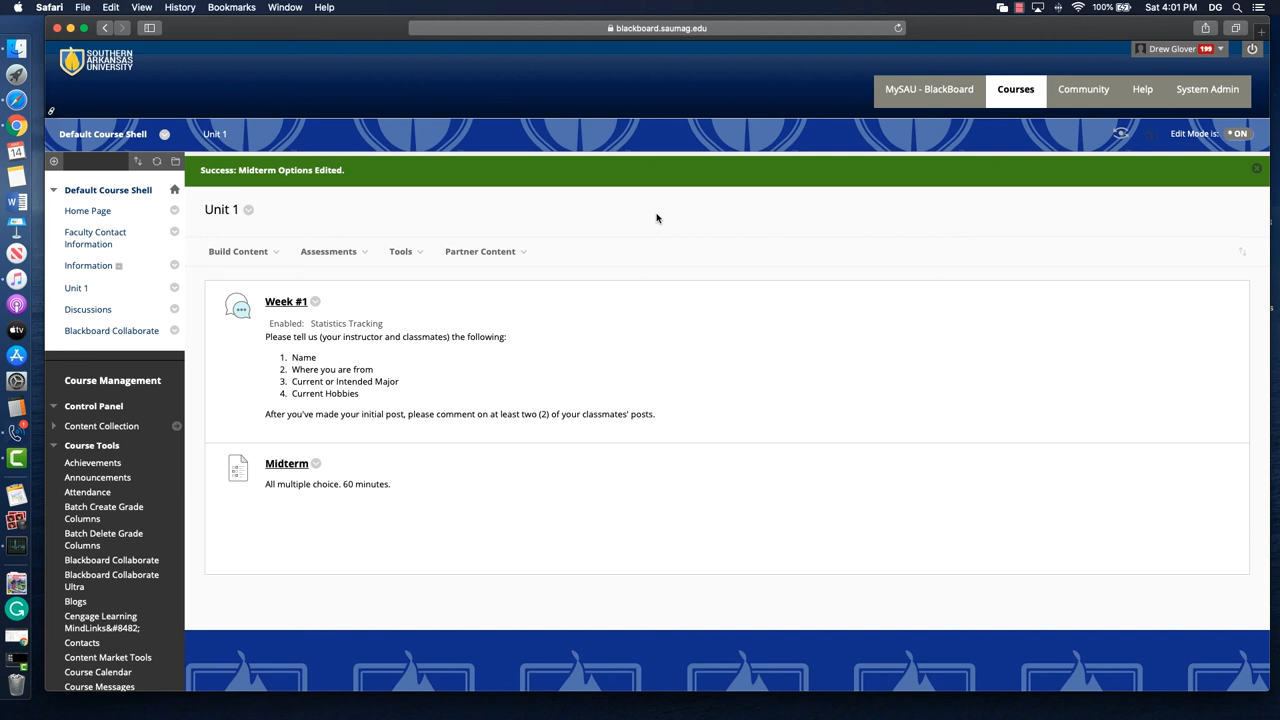 Safari File Edit View History Bookmarks Window Help
100% Sat 4:01 PM DG
blackboard.saumag.edu
SOUTHERN
ARKANSAS
UNIVERSITY
Drew Glover 199
MySAU - BlackBoard Courses Community Help System Admin
Default Course Shell Unit 1 Edit Mode is: ON
Success: Midterm Options Edited.
Default Course Shell
Home Page
Faculty Contact
Information
Information
Unit 1
Discussions
Blackboard Collaborate
Course Management
Control Panel
Content Collection
Course Tools
Achievements
Announcements
Attendance
Batch Create Grade
Columns
Batch Delete Grade
Columns
Blackboard Collaborate
Blackboard Collaborate
Ultra
Blogs
Cengage Learning
MindLinks&#8482;
Contacts
Content Market Tools
Course Calendar
Course Messages
Unit 1
Build Content Assessments Tools Partner Content
Week #1
Enabled: Statistics Tracking
Please tell us (your instructor and classmates) the following:
1. Name
2. Where you are from
3. Current or Intended Major
4. Current Hobbies
After you've made your initial post, please comment on at least two (2) of your classmates' posts.
Midterm
All multiple choice. 60 minutes.
14